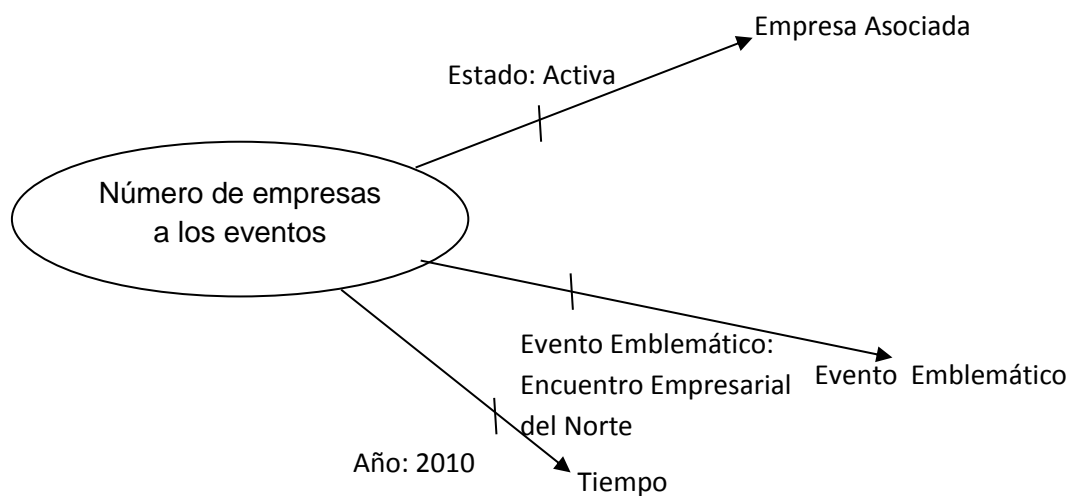 Empresa Asociada
Estado: Activa
Número de empresas
a los eventos
Evento Emblemático:
Encuentro Empresarial
del Norte
Evento Emblemático
Año: 2010
Tiempo